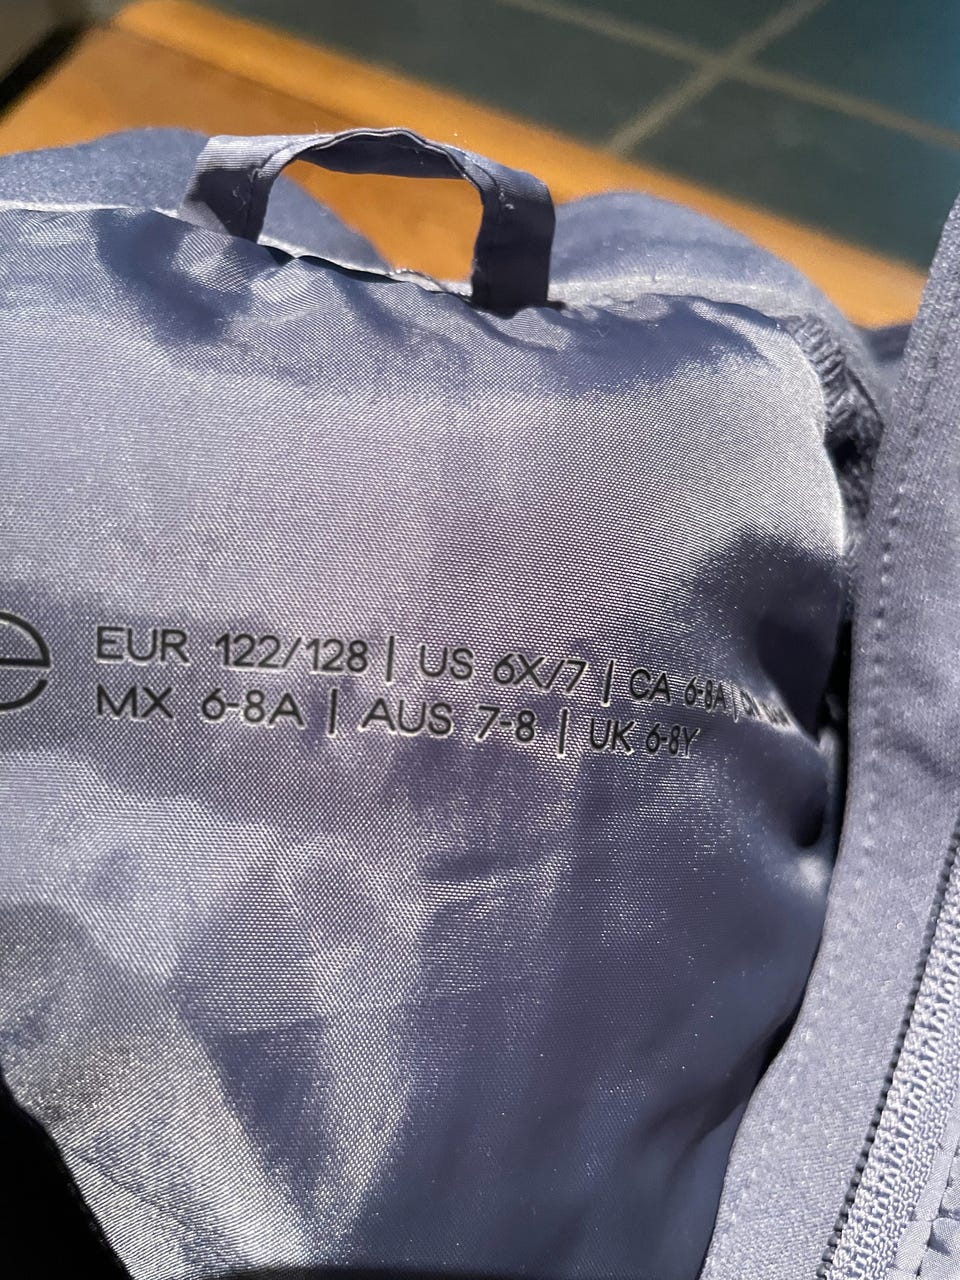 EUR 122/128 | US 6X/7 | CA 6-8A |
MX 6-8A | AUS 7-8 | UK 6-8Y